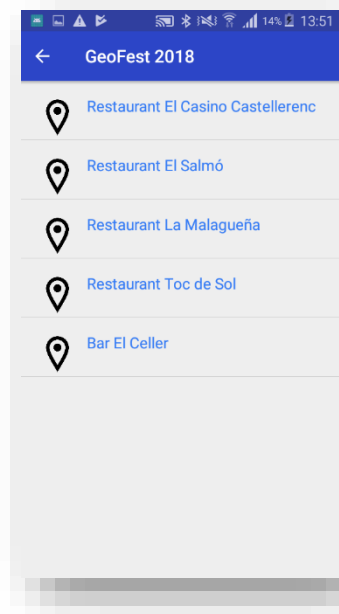 14% 13:51
GeoFest 2018
Restaurant El Casino Castellerenc
Restaurant El Salmó
Restaurant La Malagueña
Restaurant Toc de Sol
Bar El Celler